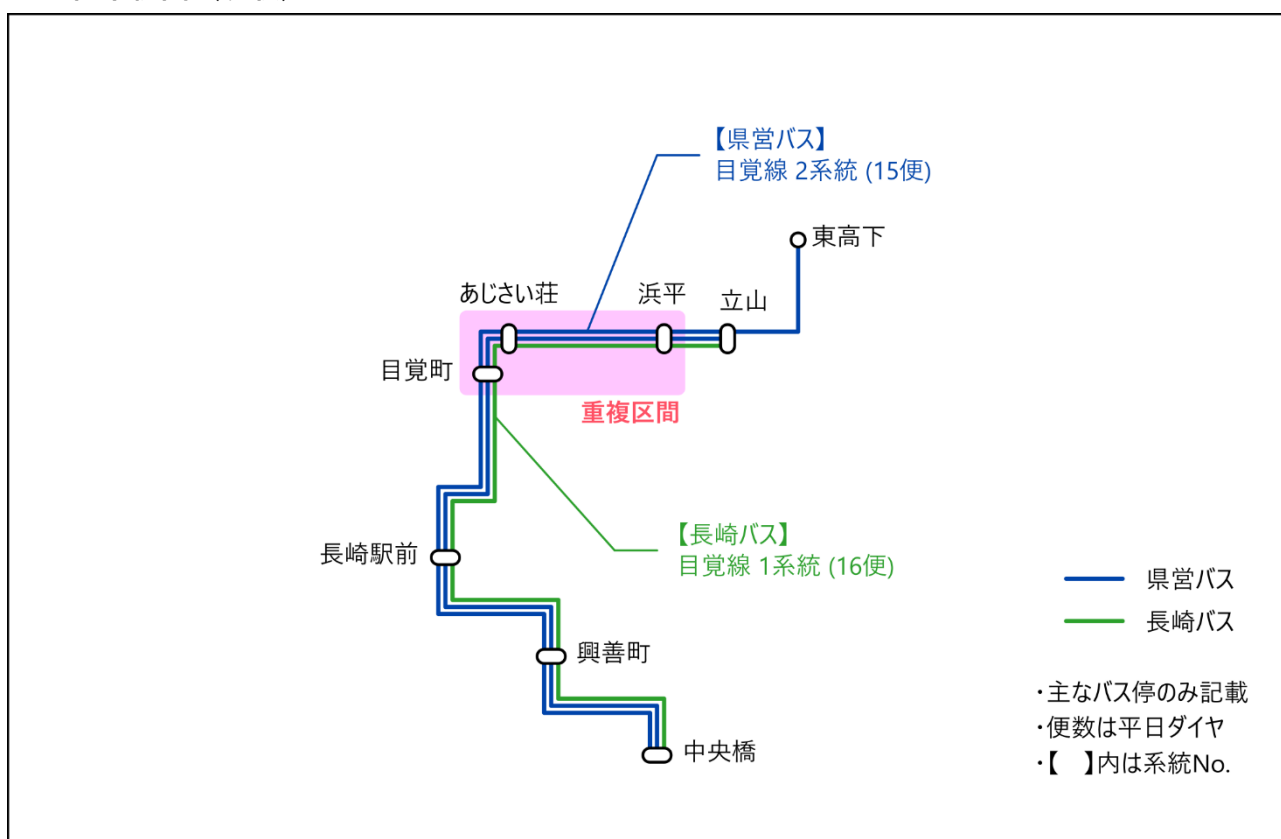 【県営バス】
目覚線 2系統 (15便)
東高下
あじさい荘
浜平
立山
目覚町
重複区間
長崎駅前
【長崎バス】
目覚線 1系統 (16便)
県営バス
長崎バス
興善町
・主なバス停のみ記載
・便数は平日ダイヤ
・【　】内は系統No.
中央橋